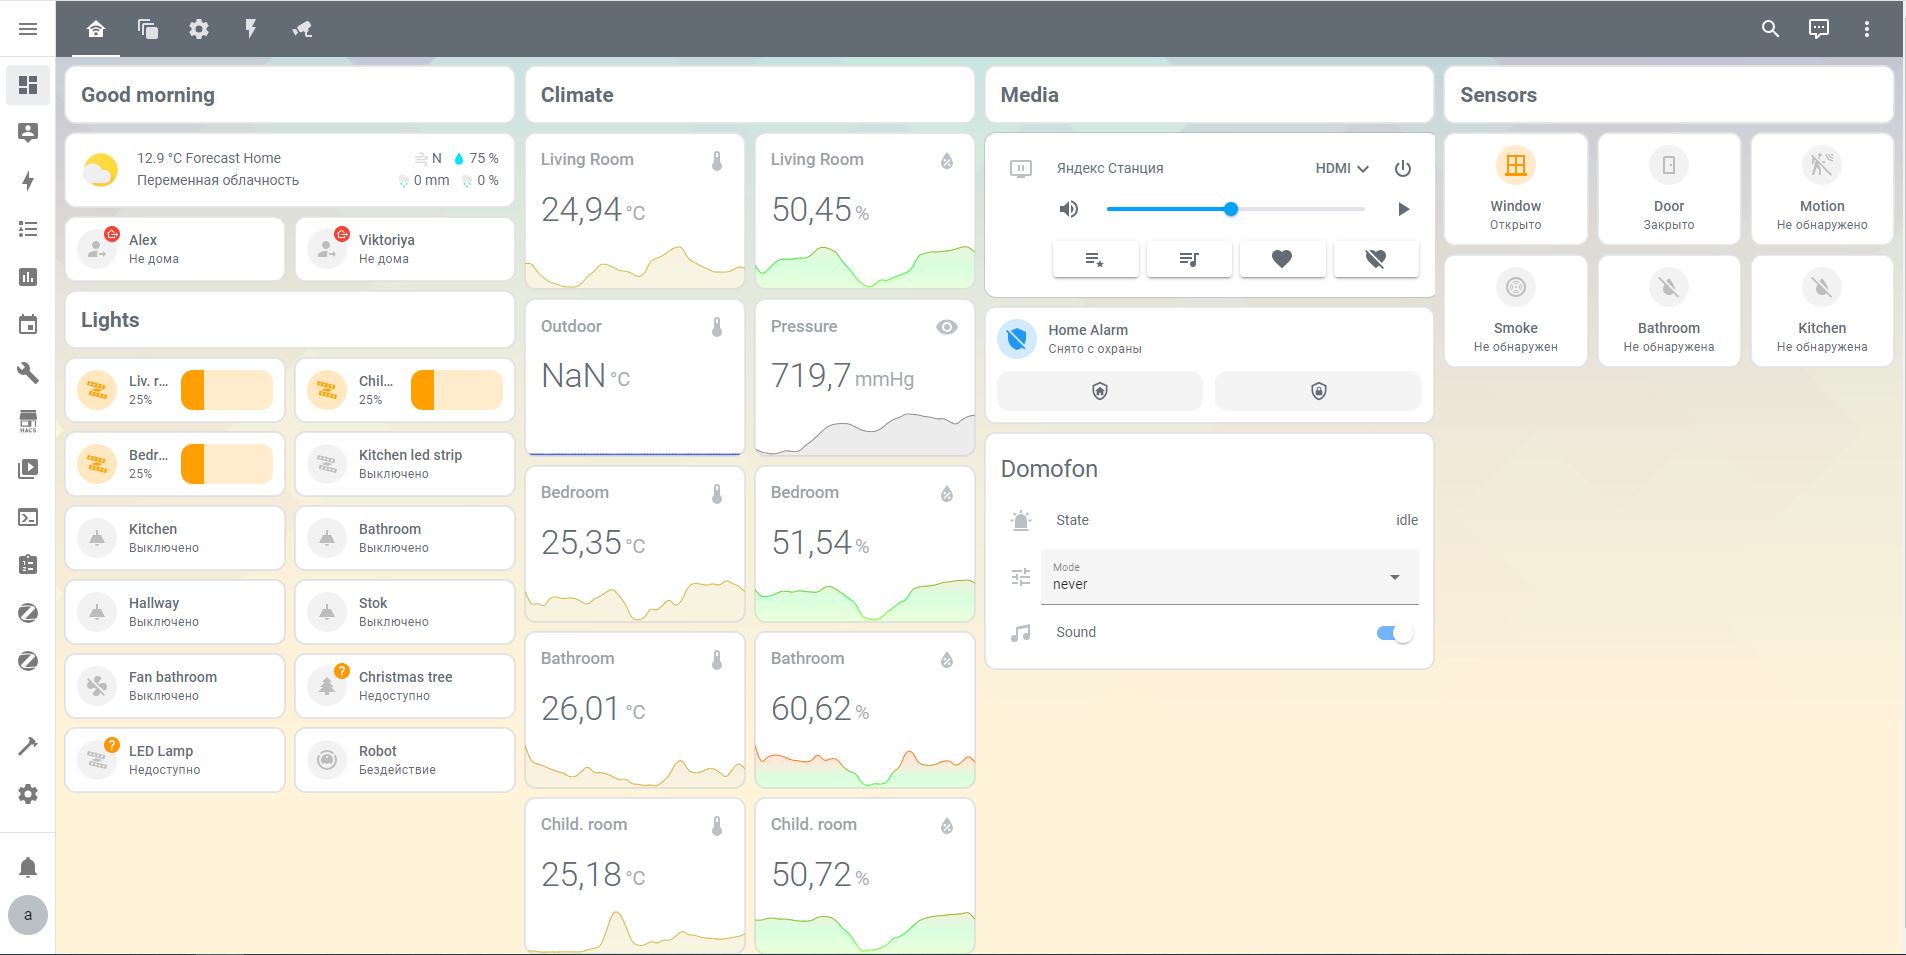 Good morning
12.9 °C Forecast Home
N 75 %
Переменная облачность
0 mm 0 %
Alex
Не дома
Viktoriya
Не дома
Lights
Liv. r...
25%
Chil...
25%
Bedr...
25%
Kitchen led strip
Выключено
Kitchen
Выключено
Bathroom
Выключено
Hallway
Выключено
Stok
Выключено
Fan bathroom
Выключено
?
Christmas tree
Недоступно
?
LED Lamp
Недоступно
Robot
Бездействие
Climate
Living Room
24,94 °C
Living Room
50,45 %
Outdoor
NaN °C
Pressure
719,7 mmHg
Bedroom
25,35 °C
Bedroom
51,54 %
Bathroom
26,01 °C
Bathroom
60,62 %
Child. room
25,18 °C
Child. room
50,72 %
Media
Яндекс Станция
HDMI
Home Alarm
Снято с охраны
Domofon
State
idle
Mode
never
Sound
Sensors
Window
Открыто
Door
Закрыто
Motion
Не обнаружено
Smoke
Не обнаружен
Bathroom
Не обнаружена
Kitchen
Не обнаружена
HACS
a